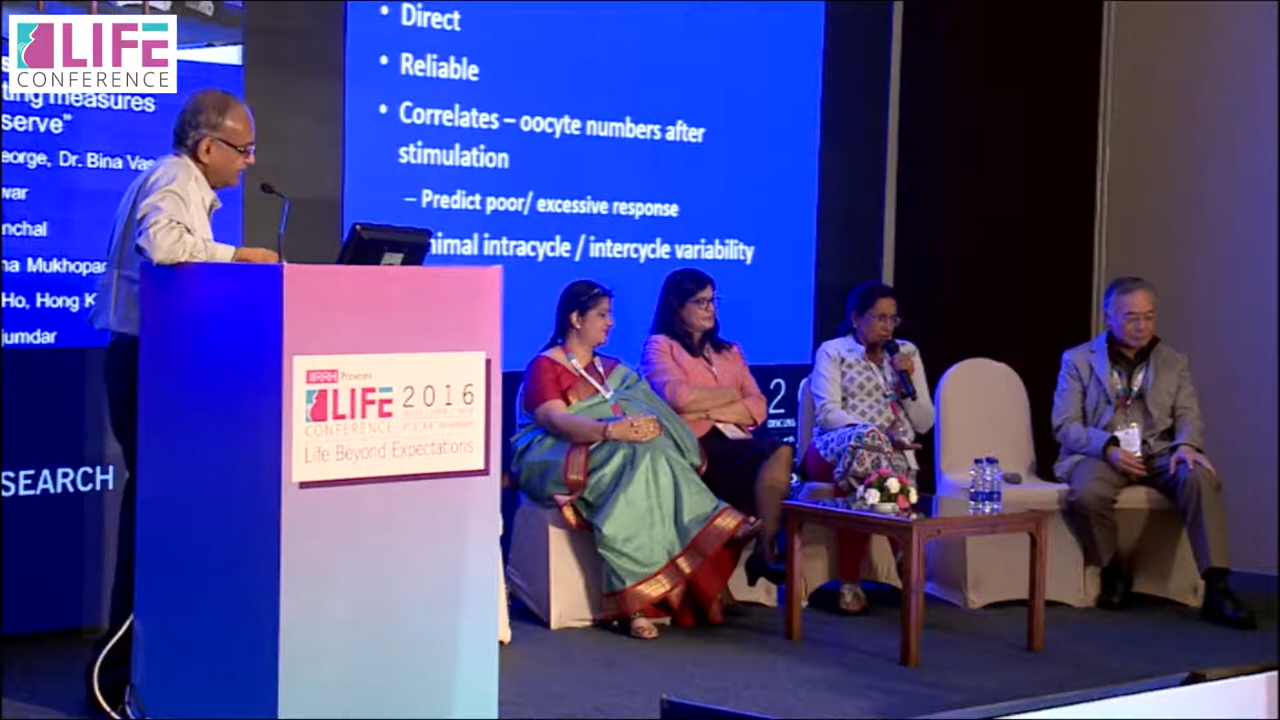 LIFE
CONFERENCE
ting measures
serve”
eorge, Dr. Bina Vas
war
nchal
na Mukhopa
Ho, Hong K
jumdar
SEARCH
• Direct
• Reliable
• Correlates – oocyte numbers after
stimulation
– Predict poor/ excessive response
nimal intracycle / intercycle variability
IIRRH Presents
LIFE 2016
CONFERENCE
Life Beyond Expectations
2